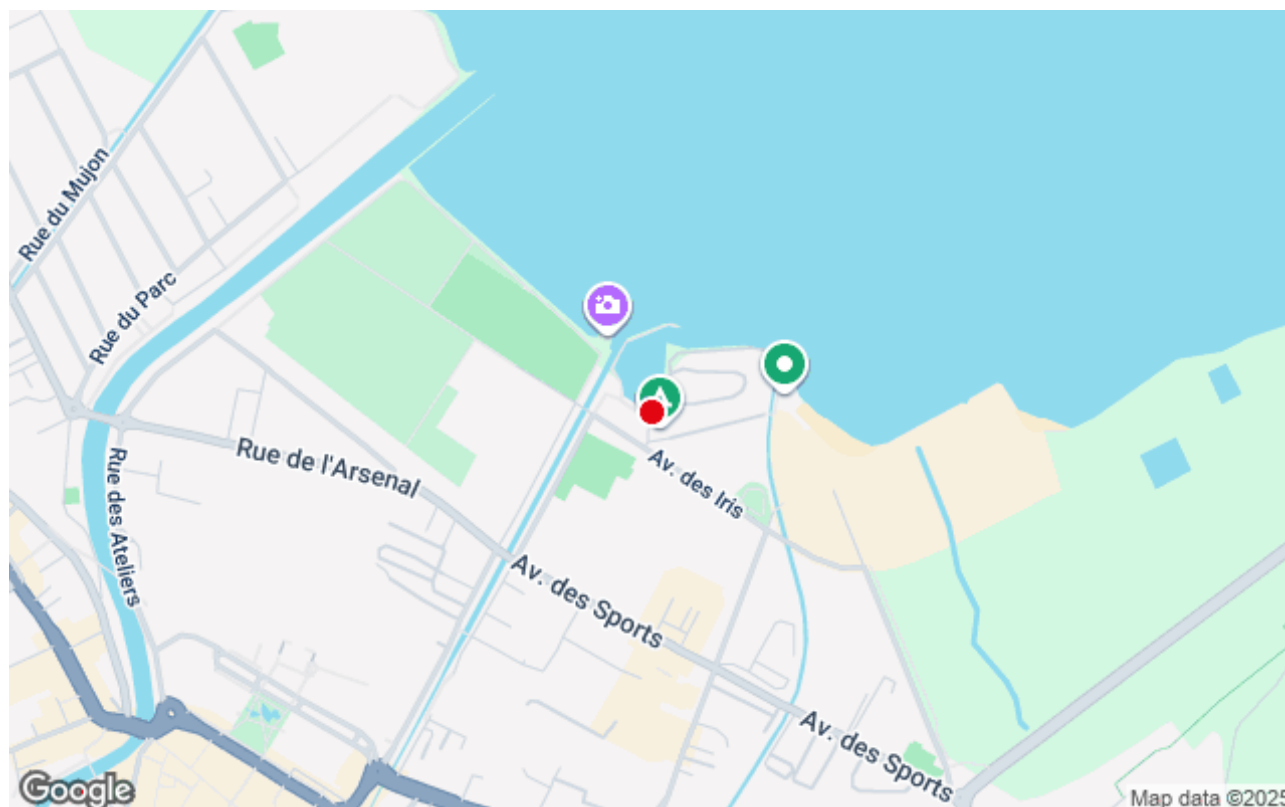 Rue du Mujon
Rue du Parc
Rue de l'Arsenal
Rue des Ateliers
Av. des Iris
Av. des Sports
Av. des Sports
Google
Map data ©2025